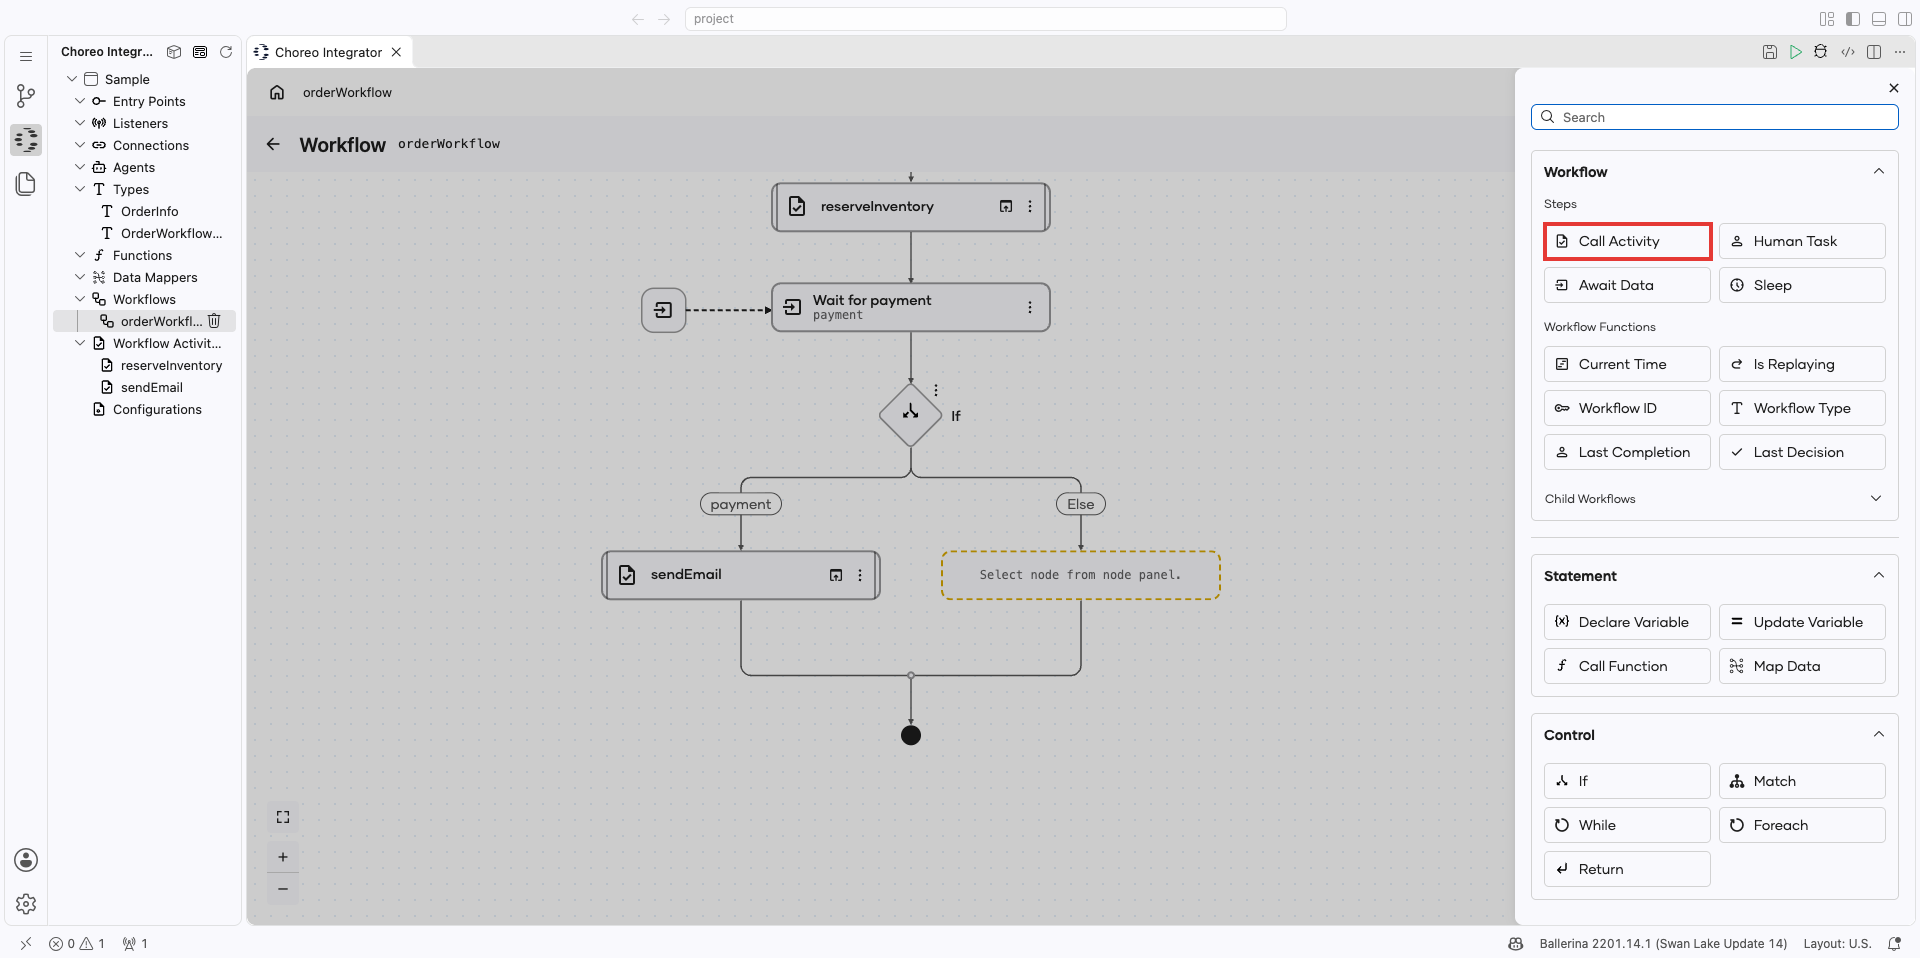 project
Choreo Integr...
Choreo Integrator
Sample
Entry Points
Listeners
Connections
Agents
Types
OrderInfo
OrderWorkflow...
Functions
Data Mappers
Workflows
orderWorkfl...
Workflow Activit...
reserveInventory
sendEmail
Configurations
orderWorkflow
Workflow orderWorkflow
reserveInventory
Wait for payment
payment
If
payment
Else
sendEmail
Select node from node panel.
Search
Workflow
Steps
Call Activity
Human Task
Await Data
Sleep
Workflow Functions
Current Time
Is Replaying
Workflow ID
Workflow Type
Last Completion
Last Decision
Child Workflows
Statement
Declare Variable
Update Variable
Call Function
Map Data
Control
If
Match
While
Foreach
Return
0 1 1
Ballerina 2201.14.1 (Swan Lake Update 14) Layout: U.S.